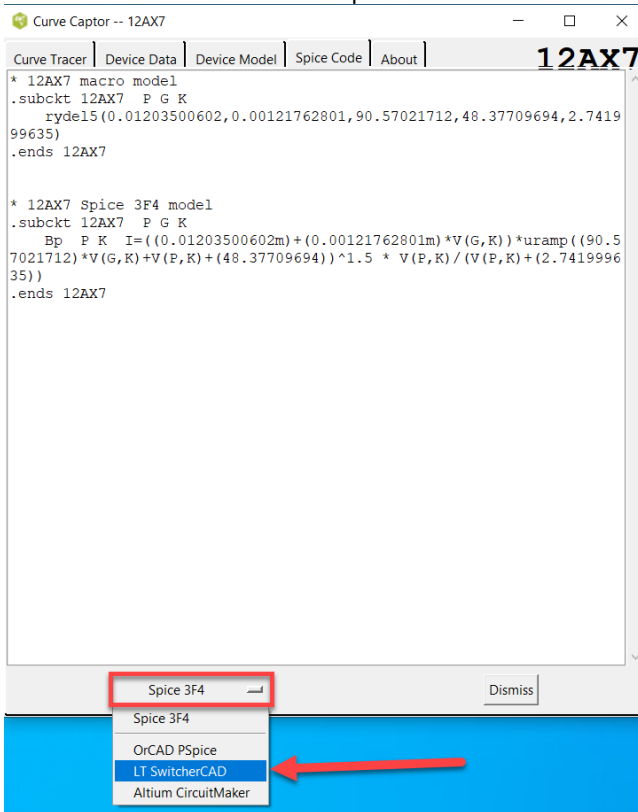 Curve Captor -- 12AX7
Curve Tracer Device Data Device Model Spice Code About 12AX7
* 12AX7 macro model
.subckt 12AX7 P G K
rydel5(0.01203500602,0.00121762801,90.57021712,48.37709694,2.7419
99635)
.ends 12AX7
* 12AX7 Spice 3F4 model
.subckt 12AX7 P G K
Bp P K I=((0.01203500602m)+(0.00121762801m)*V(G,K))*uramp((90.5
7021712)*V(G,K)+V(P,K)+(48.37709694))^1.5 * V(P,K)/(V(P,K)+(2.7419996
35))
.ends 12AX7
Spice 3F4 Dismiss
Spice 3F4
OrCAD PSpice
LT SwitcherCAD
Altium CircuitMaker